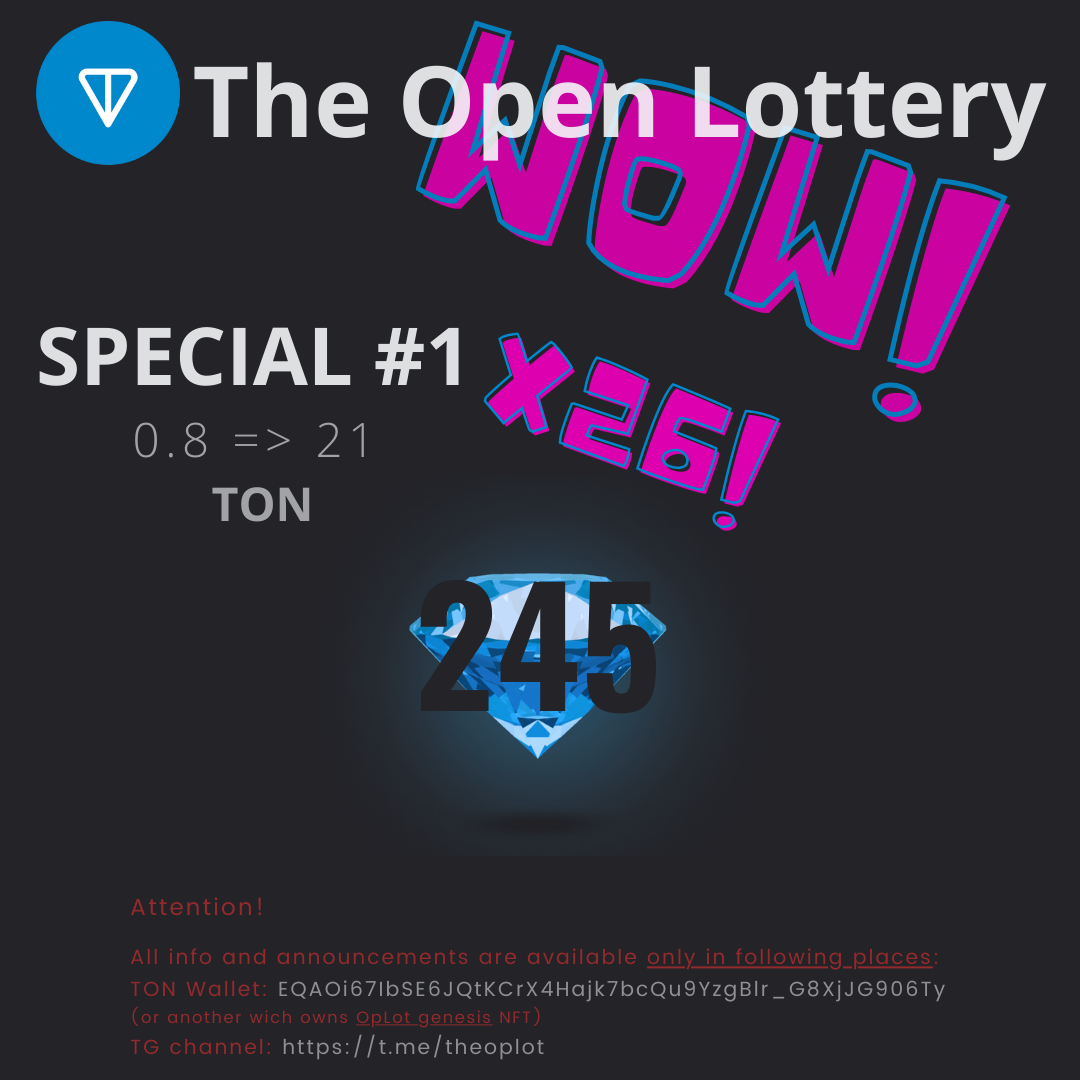 The Open Lottery
WOW!
SPECIAL #1
X26!
0.8 => 21
TON
245
Attention!
All info and announcements are available only in following places:
TON Wallet: EQAOi67IbSE6JQtKCrX4Hajk7bcQu9YzgBlr_G8XjJG906Ty
(or another wich owns OpLot genesis NFT)
TG channel: https://t.me/theoplot